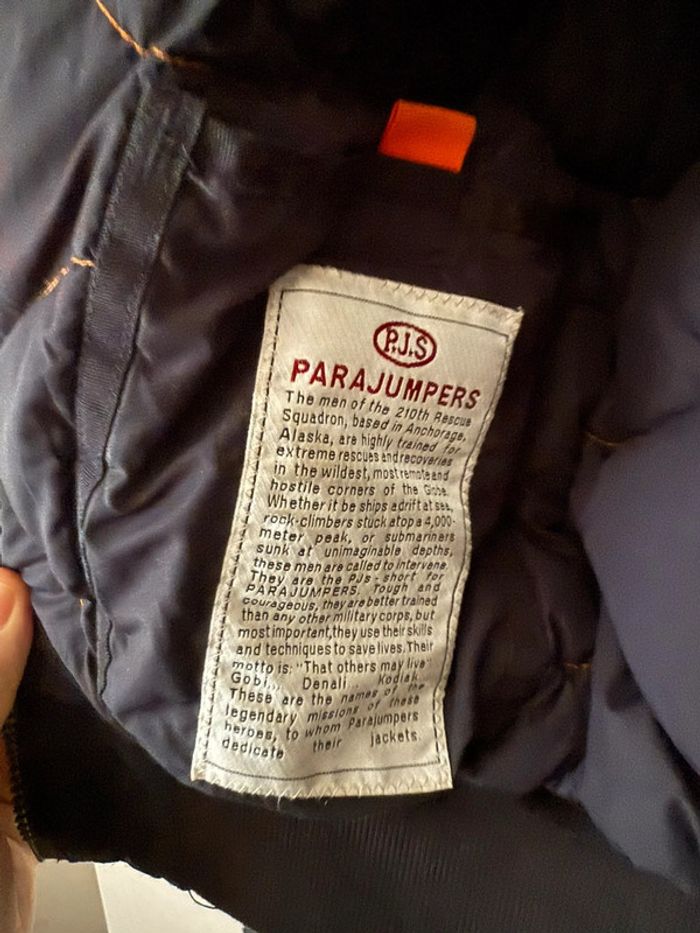 P.J.S
PARAJUMPERS
The men of the 210th Rescue
Squadron, based in Anchorage,
Alaska, are highly trained for
extreme rescues and recoveries
in the wildest, most remote and
hostile corners of the Globe.
Whether it be ships adrift at sea,
rock-climbers stuck atop a 4,000-
meter peak, or submariners
sunk at unimaginable depths,
these men are called to intervene.
They are the PJs - short for
PARAJUMPERS. Tough and
courageous, they are better trained
than any other military corps, but
most important, they use their skills
and techniques to save lives. Their
motto is: "That others may live"
Gobi... Denali... Kodiak
These are the names of the
legendary missions of these
heroes, to whom Parajumpers
dedicate their jackets.